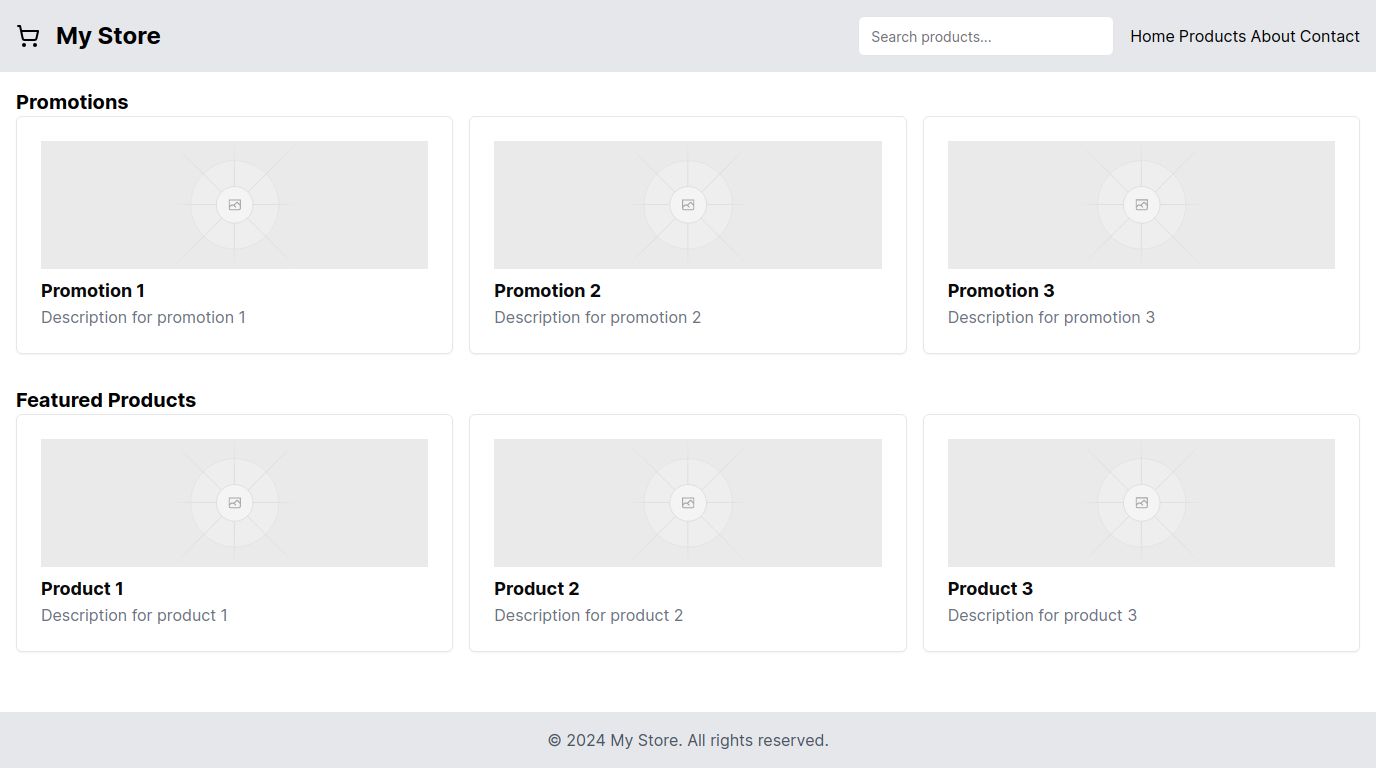 My Store
Search products...
Home Products About Contact
Promotions
Promotion 1
Description for promotion 1
Promotion 2
Description for promotion 2
Promotion 3
Description for promotion 3
Featured Products
Product 1
Description for product 1
Product 2
Description for product 2
Product 3
Description for product 3
© 2024 My Store. All rights reserved.